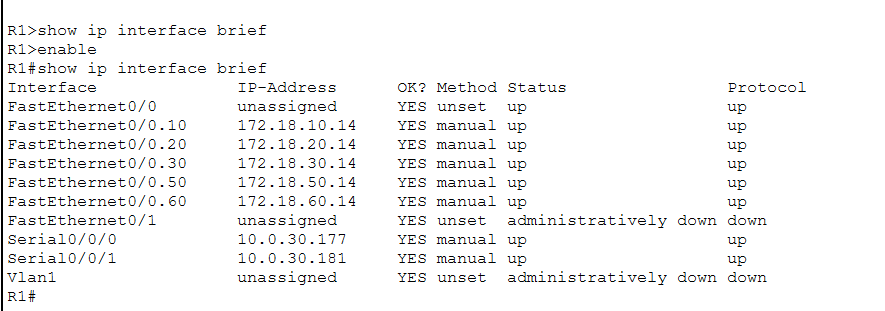 R1>show ip interface brief
R1>enable
R1#show ip interface brief
Interface IP-Address OK? Method Status Protocol
FastEthernet0/0 unassigned YES unset up up
FastEthernet0/0.10 172.18.10.14 YES manual up up
FastEthernet0/0.20 172.18.20.14 YES manual up up
FastEthernet0/0.30 172.18.30.14 YES manual up up
FastEthernet0/0.50 172.18.50.14 YES manual up up
FastEthernet0/0.60 172.18.60.14 YES manual up up
FastEthernet0/1 unassigned YES unset administratively down down
Serial0/0/0 10.0.30.177 YES manual up up
Serial0/0/1 10.0.30.181 YES manual up up
Vlan1 unassigned YES unset administratively down down
R1#